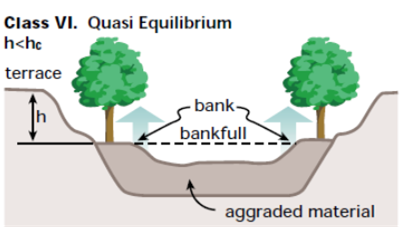 Class VI. Quasi Equilibrium
h<hc
terrace
h
bank
bankfull
aggraded material